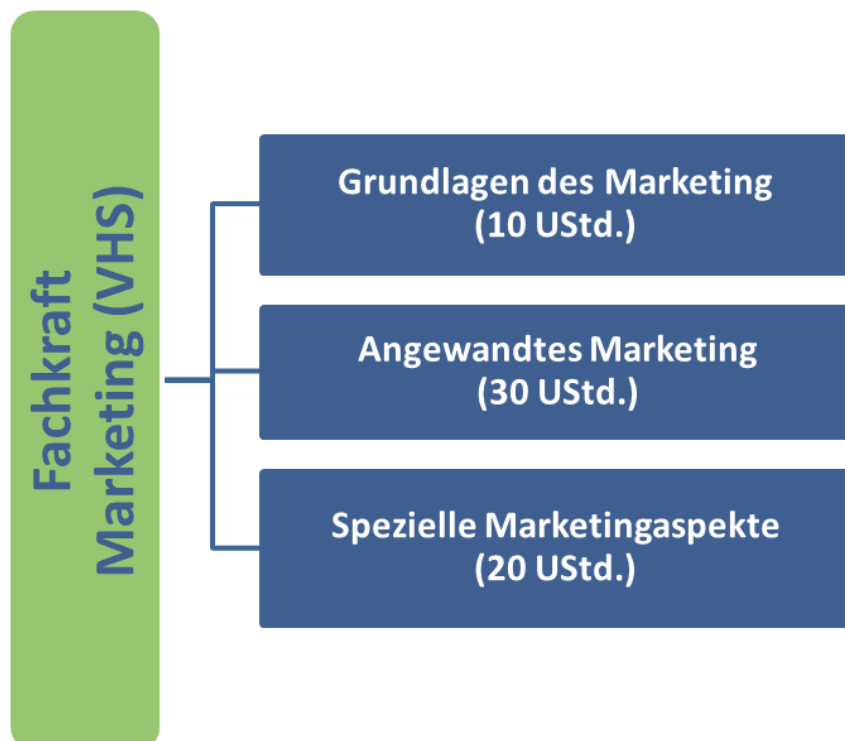 Fachkraft
Marketing (VHS)
Grundlagen des Marketing
(10 UStd.)
Angewandtes Marketing
(30 UStd.)
Spezielle Marketingaspekte
(20 UStd.)